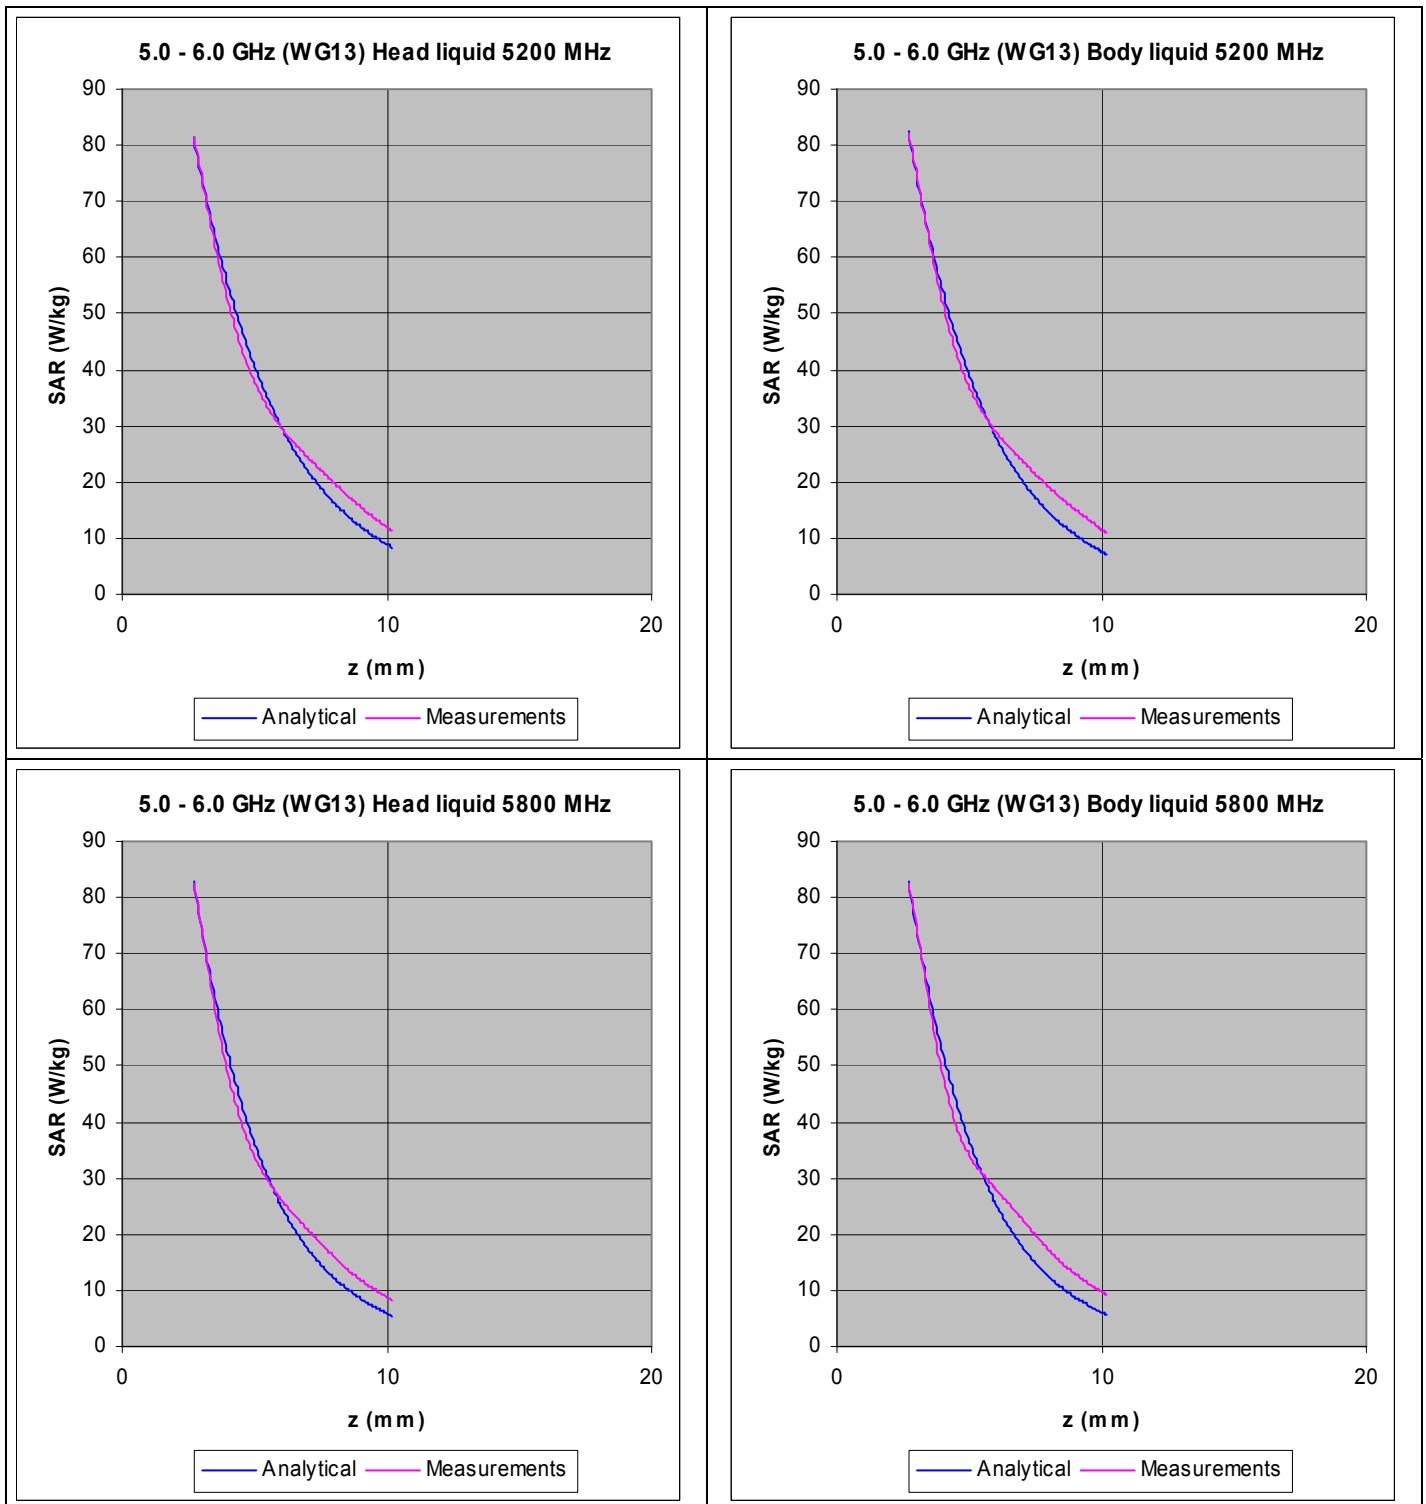 5.0 - 6.0 GHz (WG13) Head liquid 5200 MHz
90
80
70
60
50
40
30
20
10
0
SAR (W/kg)
0 10 20
z (mm)
Analytical Measurements
5.0 - 6.0 GHz (WG13) Body liquid 5200 MHz
90
80
70
60
50
40
30
20
10
0
SAR (W/kg)
0 10 20
z (mm)
Analytical Measurements
5.0 - 6.0 GHz (WG13) Head liquid 5800 MHz
90
80
70
60
50
40
30
20
10
0
SAR (W/kg)
0 10 20
z (mm)
Analytical Measurements
5.0 - 6.0 GHz (WG13) Body liquid 5800 MHz
90
80
70
60
50
40
30
20
10
0
SAR (W/kg)
0 10 20
z (mm)
Analytical Measurements